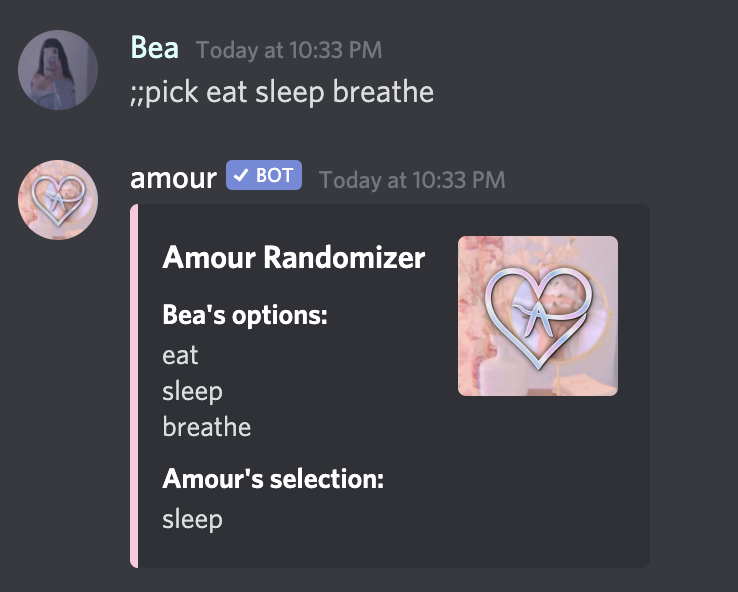 Bea Today at 10:33 PM
;;pick eat sleep breathe
amour BOT Today at 10:33 PM
Amour Randomizer
Bea's options:
eat
sleep
breathe
Amour's selection:
sleep